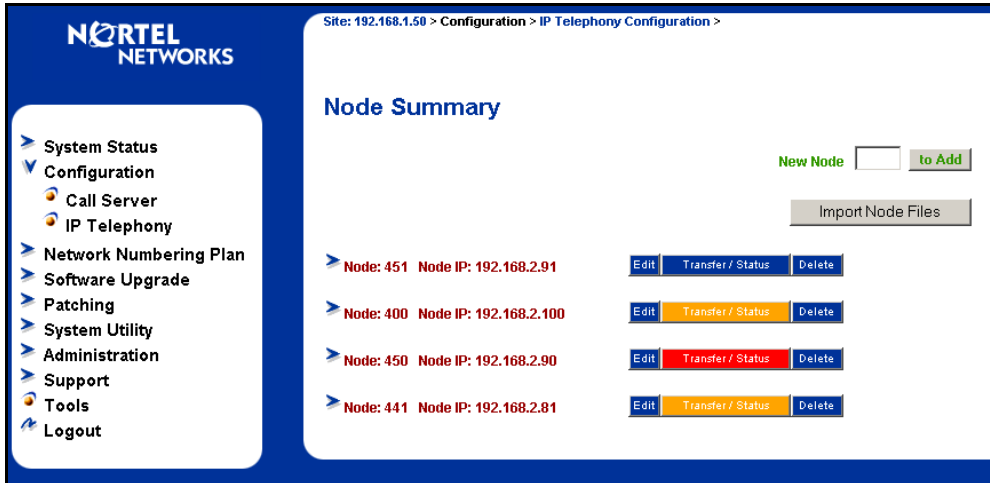 NORTEL
NETWORKS
Site: 192.168.1.50 > Configuration > IP Telephony Configuration >
Node Summary
System Status
Configuration
Call Server
IP Telephony
Network Numbering Plan
Software Upgrade
Patching
System Utility
Administration
Support
Tools
Logout
New Node to Add
Import Node Files
Node: 451 Node IP: 192.168.2.91 Edit Transfer / Status Delete
Node: 400 Node IP: 192.168.2.100 Edit Transfer / Status Delete
Node: 450 Node IP: 192.168.2.90 Edit Transfer / Status Delete
Node: 441 Node IP: 192.168.2.81 Edit Transfer / Status Delete